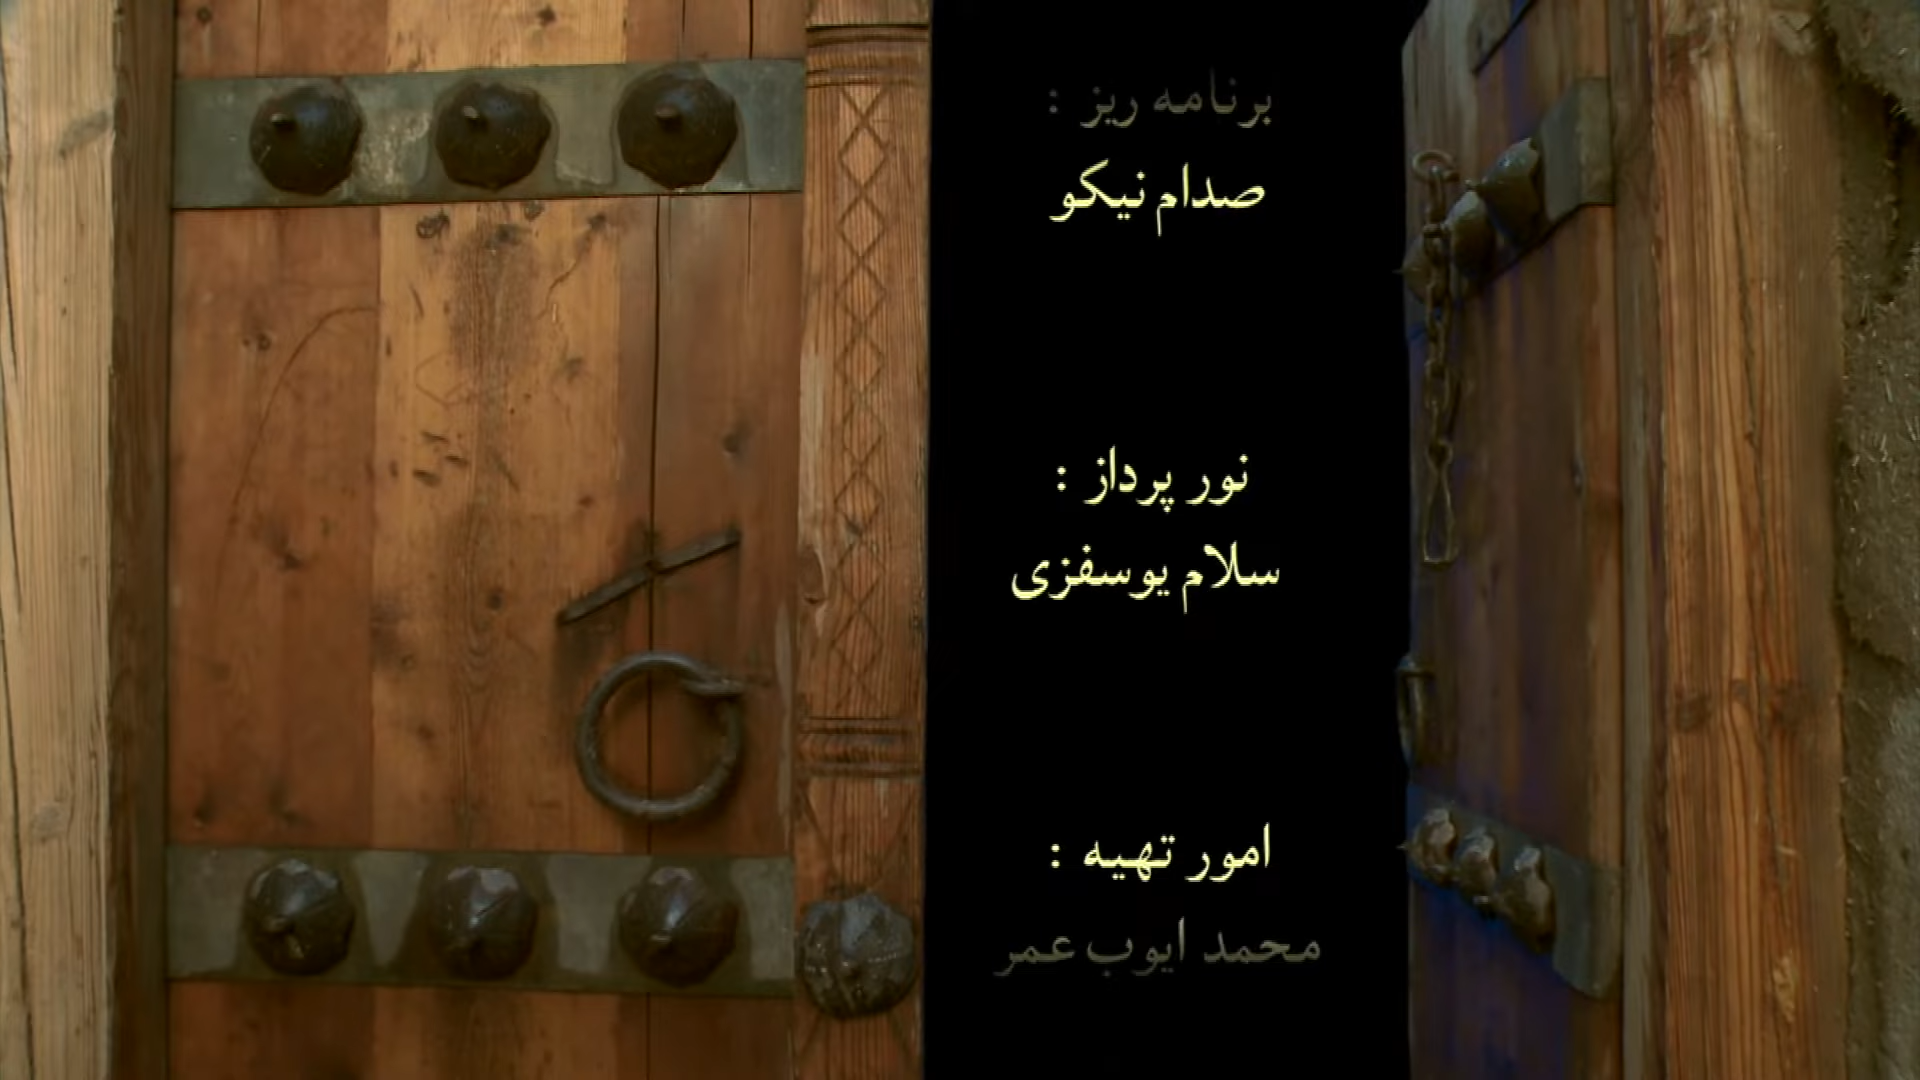 برنامه ریز :
صدام نیکو
نور پرداز :
سلام یوسفزی
امور تهیه :
محمد ایوب عمر